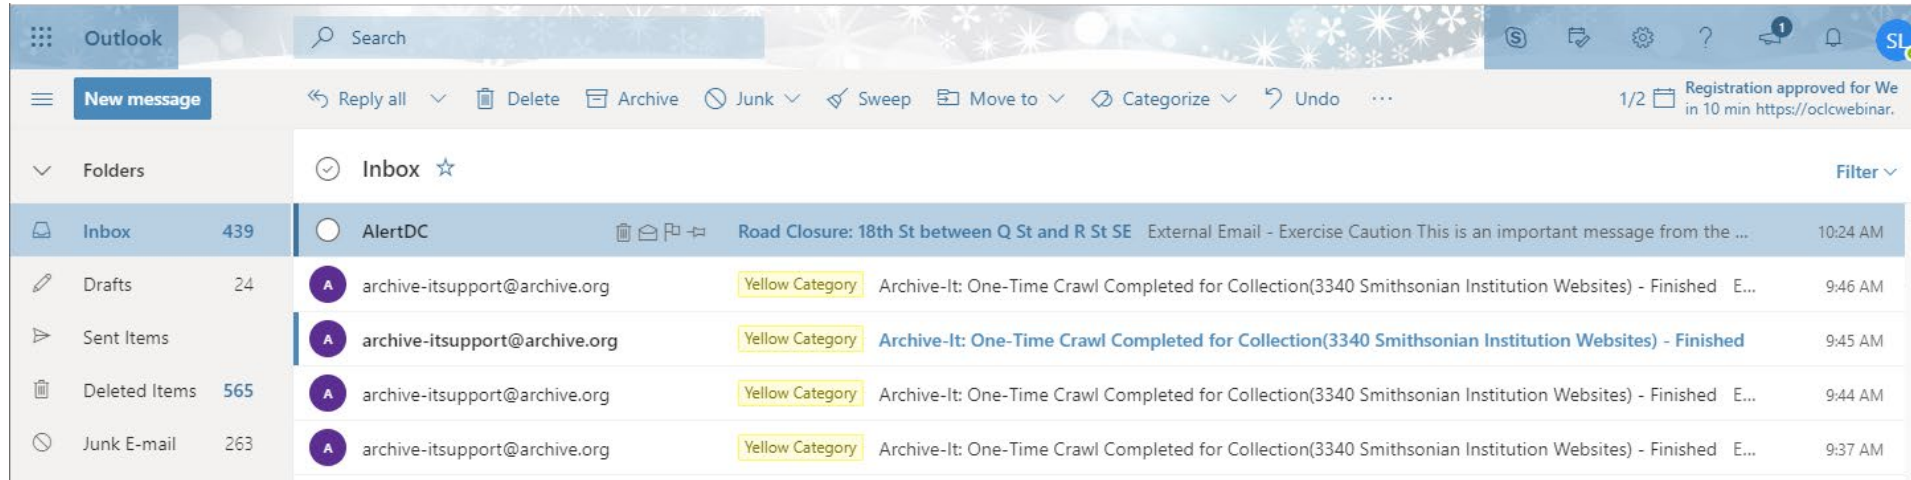 Outlook
Search
1
SL
New message
Reply all Delete Archive Junk Sweep Move to Categorize Undo ...
1/2 Registration approved for We
in 10 min https://oclcwebinar.
Folders
Inbox
Filter
Inbox 439
AlertDC Road Closure: 18th St between Q St and R St SE External Email - Exercise Caution This is an important message from the ... 10:24 AM
Drafts 24
A archive-itsupport@archive.org Yellow Category Archive-It: One-Time Crawl Completed for Collection(3340 Smithsonian Institution Websites) - Finished E... 9:46 AM
Sent Items
A archive-itsupport@archive.org Yellow Category Archive-It: One-Time Crawl Completed for Collection(3340 Smithsonian Institution Websites) - Finished 9:45 AM
Deleted Items 565
A archive-itsupport@archive.org Yellow Category Archive-It: One-Time Crawl Completed for Collection(3340 Smithsonian Institution Websites) - Finished E... 9:44 AM
Junk E-mail 263
A archive-itsupport@archive.org Yellow Category Archive-It: One-Time Crawl Completed for Collection(3340 Smithsonian Institution Websites) - Finished E... 9:37 AM